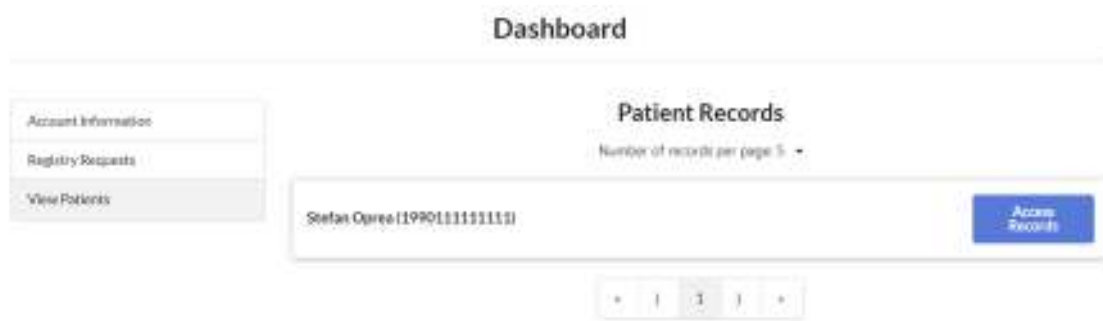 Dashboard
Account Information
Registry Requests
View Patients
Patient Records
Number of records per page: 5
Stefan Oprea (1990111111111)
Access
Records
« ⟨ 1 ⟩ »